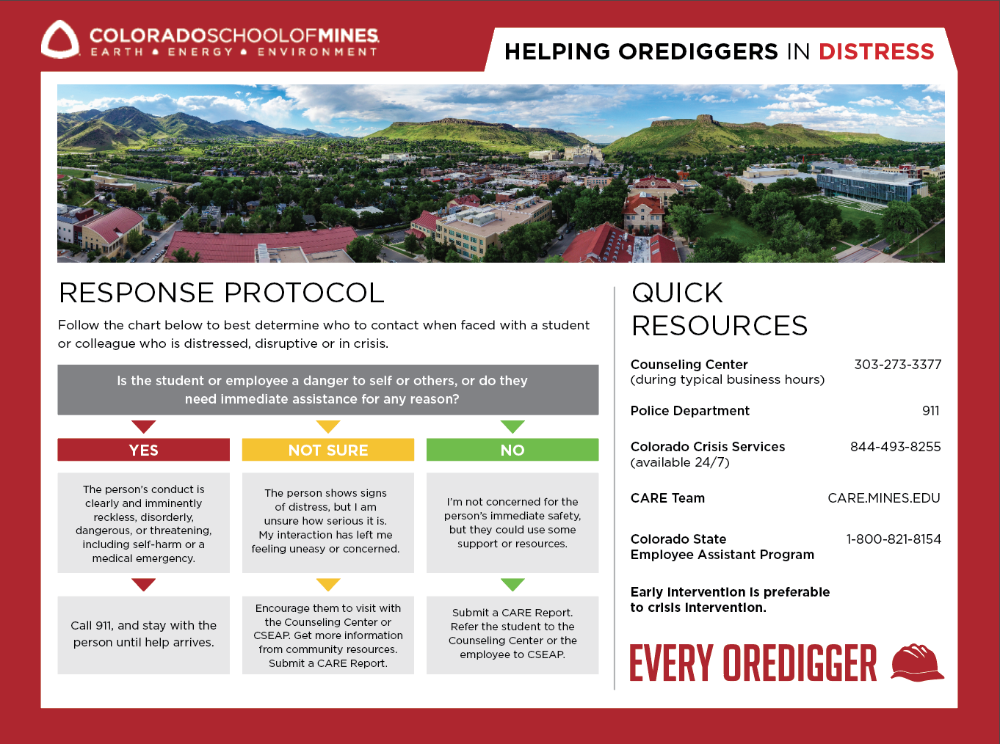 COLORADOSCHOOLOFMINES.
EARTH • ENERGY • ENVIRONMENT
HELPING OREDIGGERS IN DISTRESS
RESPONSE PROTOCOL
Follow the chart below to best determine who to contact when faced with a student
or colleague who is distressed, disruptive or in crisis.
Is the student or employee a danger to self or others, or do they
need immediate assistance for any reason?
YES
The person's conduct is
clearly and imminently
reckless, disorderly,
dangerous, or threatening,
including self-harm or a
medical emergency.
Call 911, and stay with the
person until help arrives.
NOT SURE
The person shows signs
of distress, but I am
unsure how serious it is.
My interaction has left me
feeling uneasy or concerned.
Encourage them to visit with
the Counseling Center or
CSEAP. Get more information
from community resources.
Submit a CARE Report.
NO
I'm not concerned for the
person's immediate safety,
but they could use some
support or resources.
Submit a CARE Report.
Refer the student to the
Counseling Center or the
employee to CSEAP.
QUICK
RESOURCES
Counseling Center 303-273-3377
(during typical business hours)
Police Department 911
Colorado Crisis Services 844-493-8255
(available 24/7)
CARE Team CARE.MINES.EDU
Colorado State 1-800-821-8154
Employee Assistant Program
Early intervention is preferable
to crisis intervention.
EVERY OREDIGGER